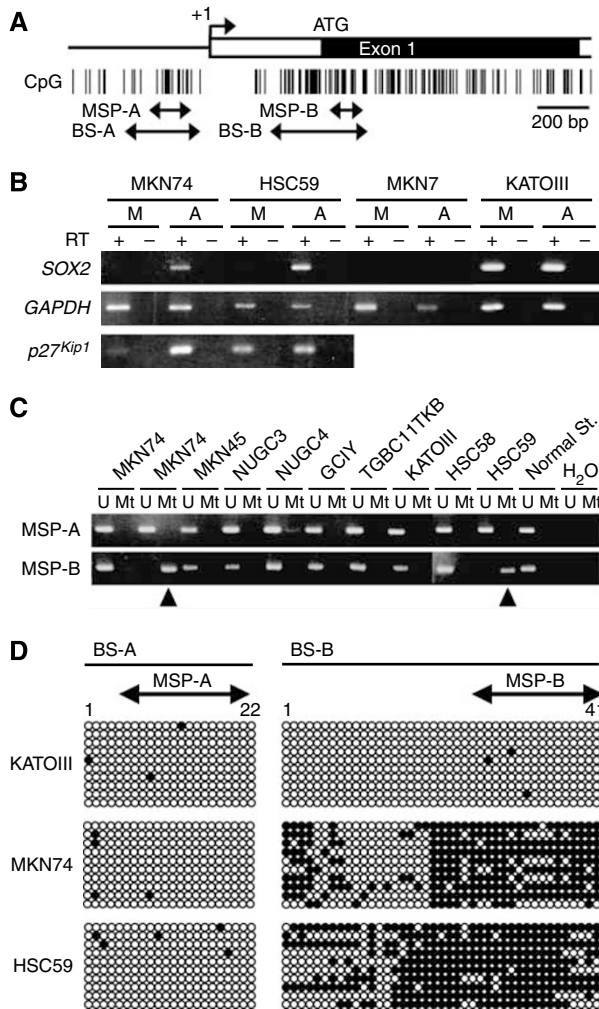 A
+1
ATG
Exon 1
CpG
MSP-A
MSP-B
BS-A
BS-B
200 bp
B
MKN74 HSC59 MKN7 KATOIII
M A M A M A M A
RT + – + – + – + – + – + – + – + –
SOX2
GAPDH
p27Kip1
C
MKN74 MKN74 MKN45 NUGC3 NUGC4 GCIY TGBC11TKB KATOIII HSC58 HSC59 Normal St. H2O
U Mt U Mt U Mt U Mt U Mt U Mt U Mt U Mt U Mt U Mt U Mt U Mt
MSP-A
MSP-B
D
BS-A BS-B
MSP-A MSP-B
1 22 1 41
KATOIII
MKN74
HSC59